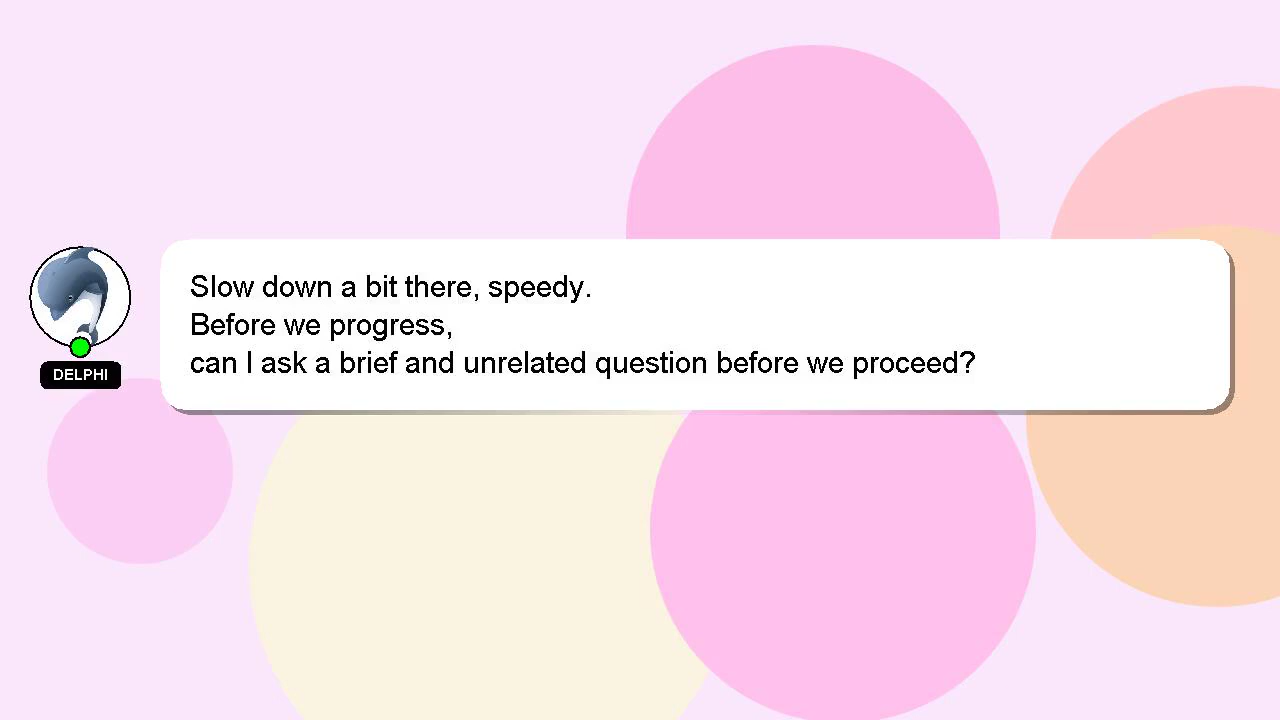 Slow down a bit there, speedy.
Before we progress,
can I ask a brief and unrelated question before we proceed?
DELPHI